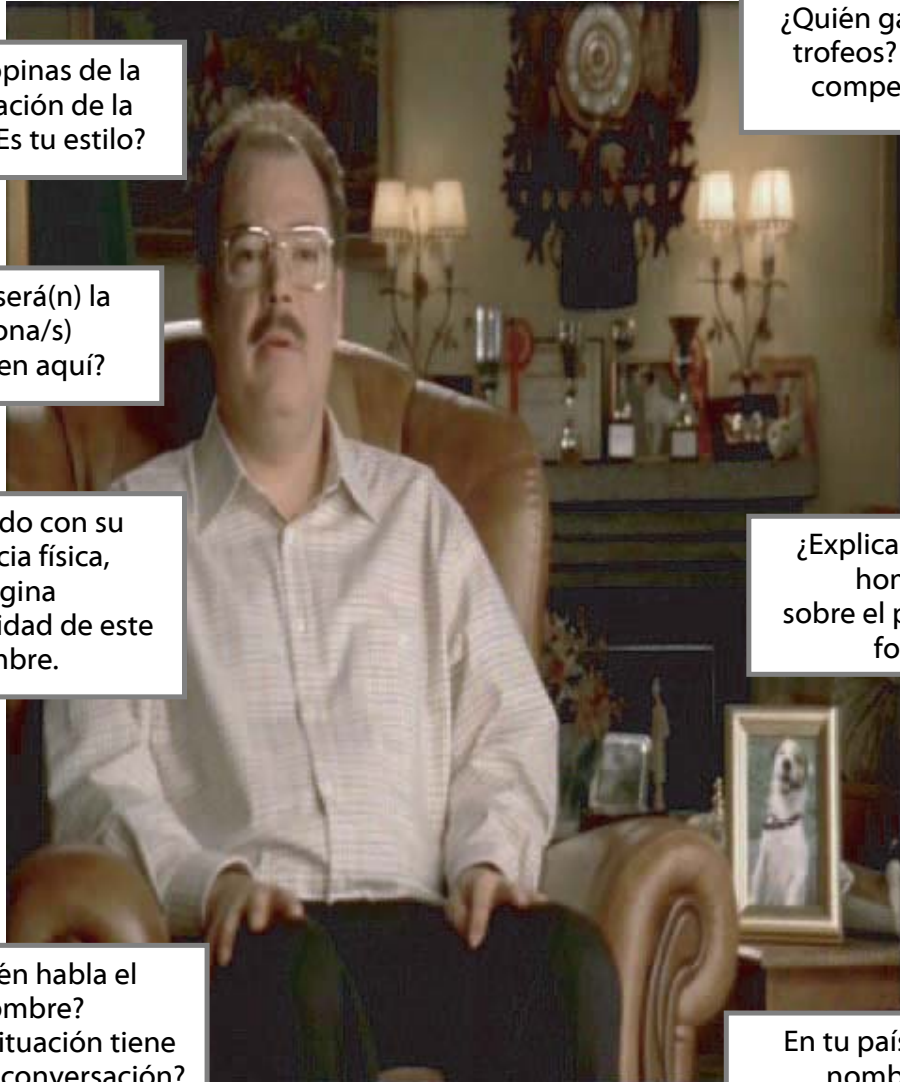 opinas de la
ación de la
Es tu estilo?
¿Quién ga
trofeos?
compe
será(n) la
ona/s)
en aquí?
do con su
cia física,
gina
idad de este
mbre.
¿Explica
hom
sobre el p
fo
én habla el
ombre?
ituación tiene
conversación?
En tu país
nomb